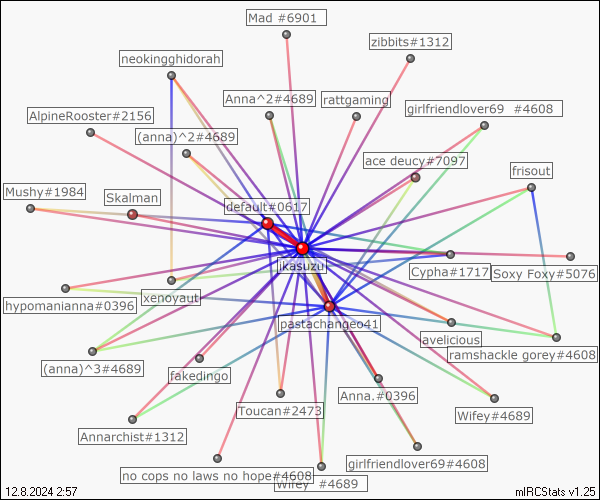 Mad #6901
zibbits#1312
neokingghidorah
Anna^2#4689
rattgaming
girlfriendlover69 #4608
AlpineRooster#2156
(anna)^2#4689
ace deucy#7097
frisout
Mushy#1984
Skalman
default#0617
jikasuzu
Cypha#1717
Soxy Foxy#5076
hypomanianna#0396
xenoyaut
pastachangeo41
avelicious
ramshackle gorey#4608
(anna)^3#4689
fakedingo
Toucan#2473
Anna.#0396
Wifey#4689
Annarchist#1312
girlfriendlover69#4608
no cops no laws no hope#4608
Wifey #4689
12.8.2024 2:57
mIRCStats v1.25